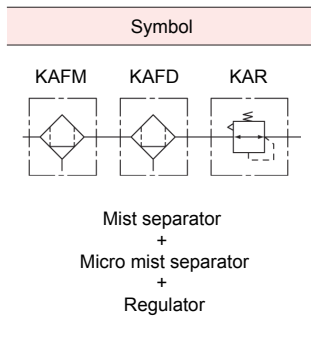 Symbol
KAFM KAFD KAR
Mist separator
+
Micro mist separator
+
Regulator